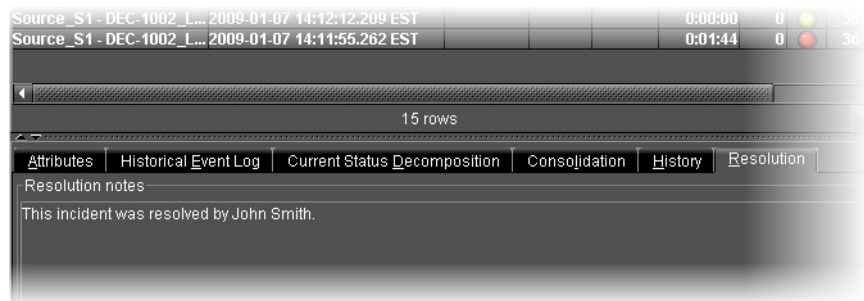 Source_S1 - DEC-1002_L... 2009-01-07 14:12:12.209 EST 0:00:00 0
Source_S1 - DEC-1002_L... 2009-01-07 14:11:55.262 EST 0:01:44 0 364
15 rows
Attributes Historical Event Log Current Status Decomposition Consolidation History Resolution
Resolution notes
This incident was resolved by John Smith.